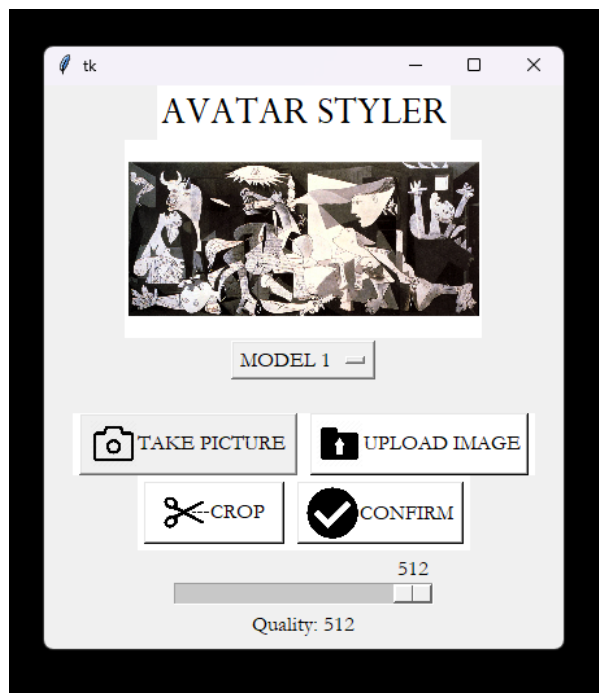 tk
AVATAR STYLER
MODEL 1
TAKE PICTURE UPLOAD IMAGE
CROP CONFIRM
512
Quality: 512